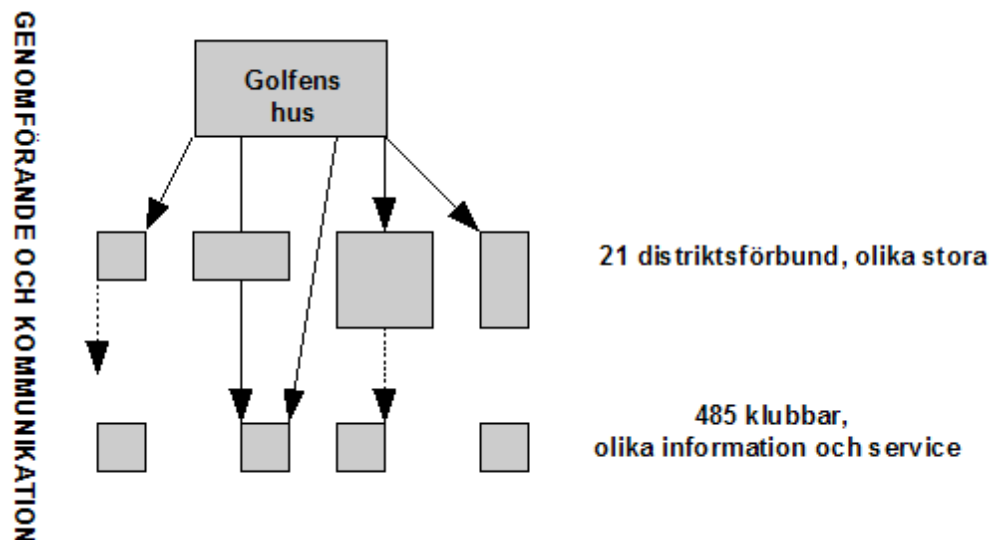 GENOMFÖRANDE OCH KOMMUNIKATION
Golfens
hus
21 distriktsförbund, olika stora
485 klubbar,
olika information och service